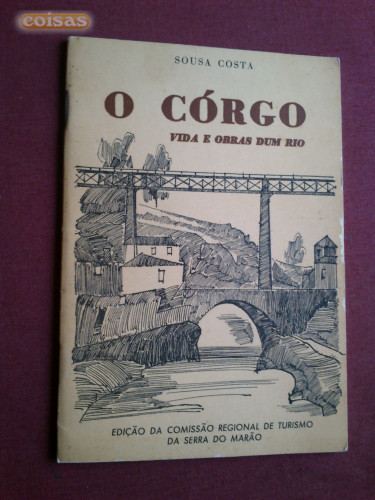 coisas
SOUSA COSTA
O CÓRGO
VIDA E OBRAS DUM RIO
EDIÇÃO DA COMISSÃO REGIONAL DE TURISMO
DA SERRA DO MARÃO